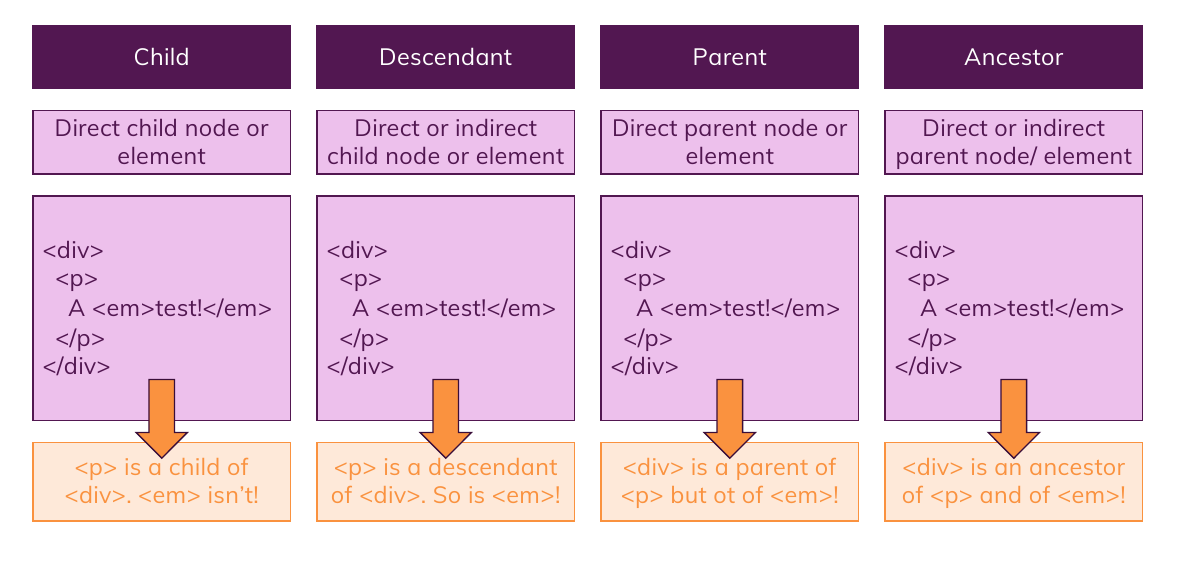 Child
Direct child node or
element
<div>
<p>
A <em>test!</em>
</p>
</div>
<p> is a child of
<div>. <em> isn’t!
Descendant
Direct or indirect
child node or element
<div>
<p>
A <em>test!</em>
</p>
</div>
<p> is a descendant
of <div>. So is <em>!
Parent
Direct parent node or
element
<div>
<p>
A <em>test!</em>
</p>
</div>
<div> is a parent of
<p> but ot of <em>!
Ancestor
Direct or indirect
parent node/ element
<div>
<p>
A <em>test!</em>
</p>
</div>
<div> is an ancestor
of <p> and of <em>!